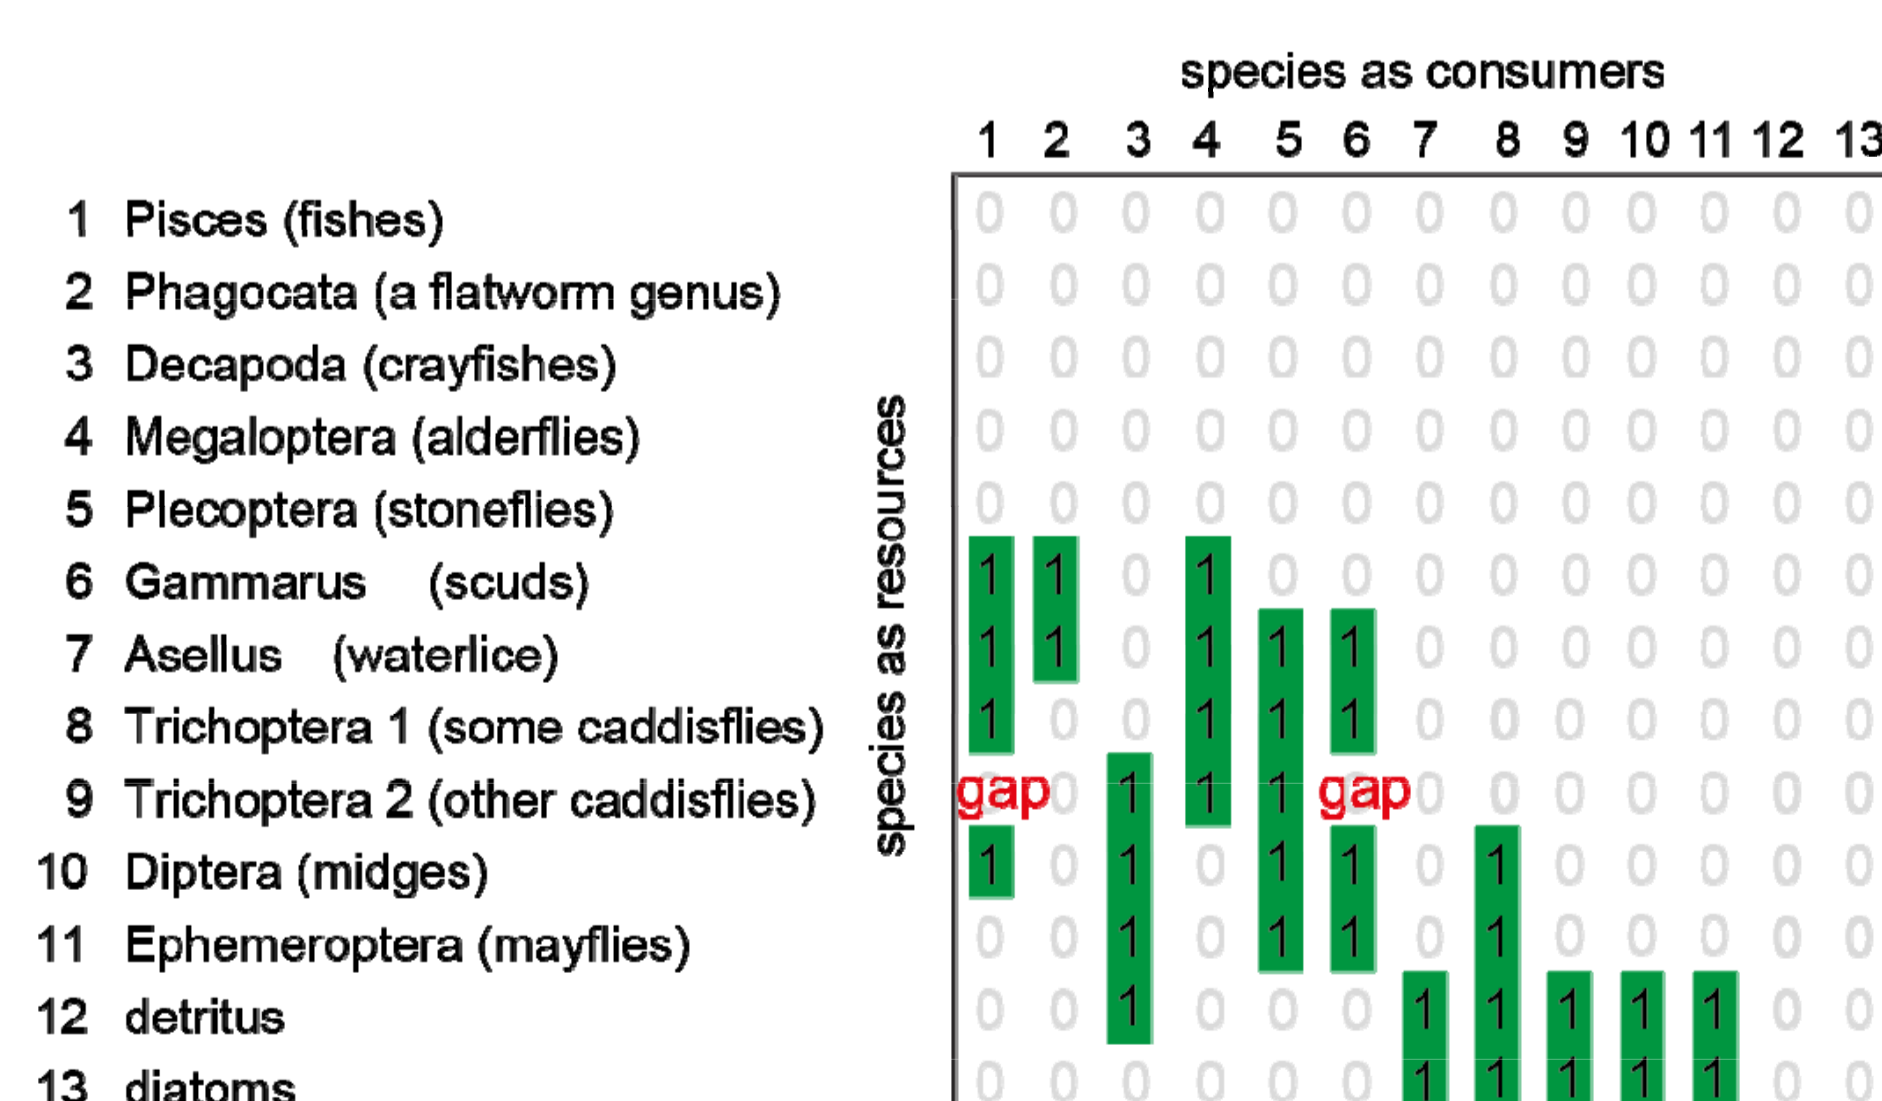 species as consumers
1 2 3 4 5 6 7 8 9 10 11 12 13
species as resources
1 Pisces (fishes) 0 0 0 0 0 0 0 0 0 0 0 0 0
2 Phagocata (a flatworm genus) 0 0 0 0 0 0 0 0 0 0 0 0 0
3 Decapoda (crayfishes) 0 0 0 0 0 0 0 0 0 0 0 0 0
4 Megaloptera (alderflies) 0 0 0 0 0 0 0 0 0 0 0 0 0
5 Plecoptera (stoneflies) 0 0 0 0 0 0 0 0 0 0 0 0 0
6 Gammarus (scuds) 1 1 0 1 0 0 0 0 0 0 0 0 0
7 Asellus (waterlice) 1 1 0 1 1 1 0 0 0 0 0 0 0
8 Trichoptera 1 (some caddisflies) 1 0 0 1 1 1 0 0 0 0 0 0 0
9 Trichoptera 2 (other caddisflies) gap 0 1 1 1 gap 0 0 0 0 0 0 0
10 Diptera (midges) 1 0 1 0 1 1 0 1 0 0 0 0 0
11 Ephemeroptera (mayflies) 0 0 1 0 1 1 0 1 0 0 0 0 0
12 detritus 0 0 1 0 0 0 1 1 1 1 1 0 0
13 diatoms 0 0 0 0 0 0 1 1 1 1 1 0 0